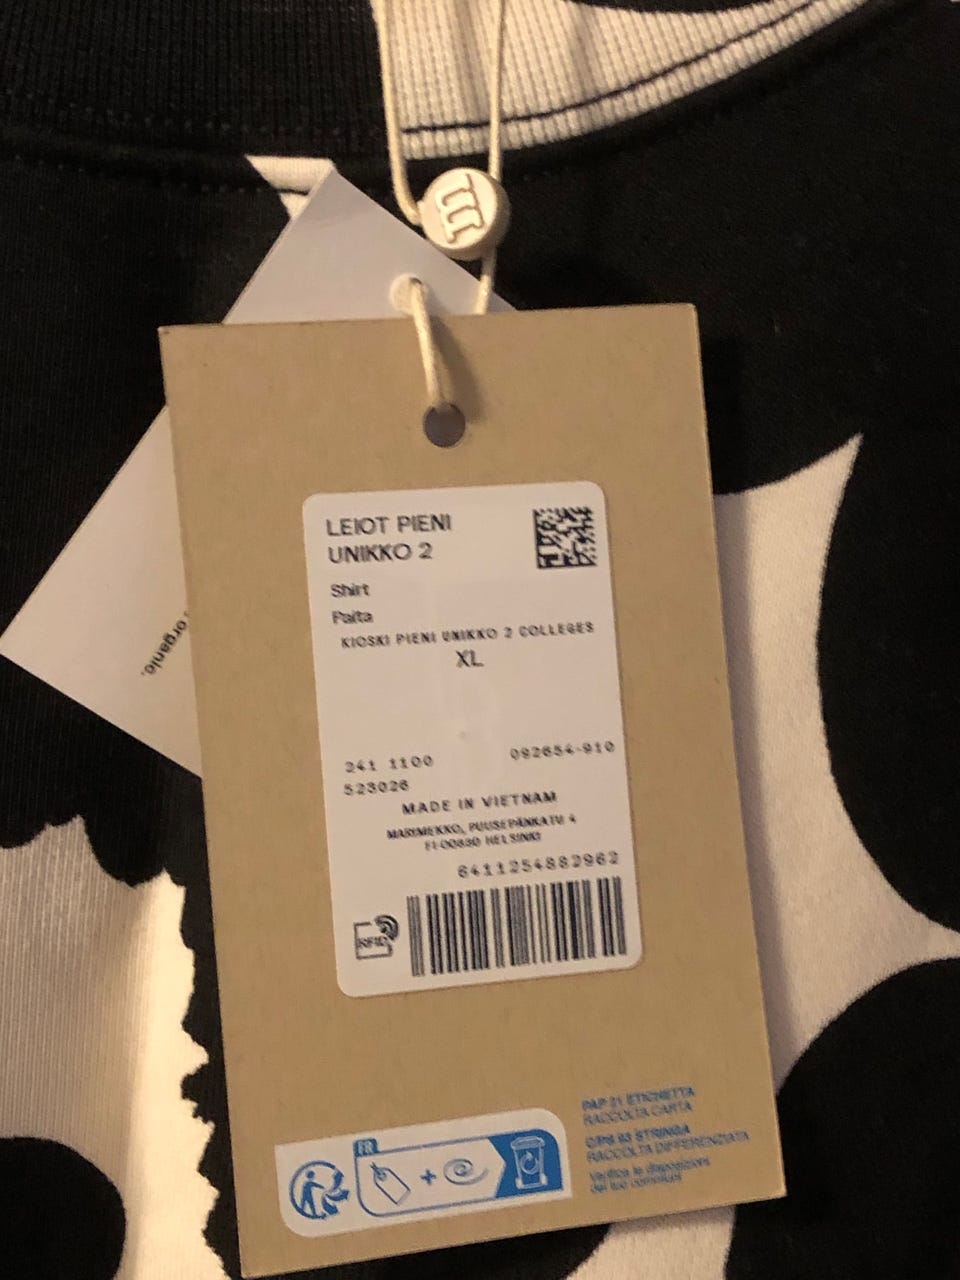 m
organic.
LEIOT PIENI
UNIKKO 2
Shirt
Paita
KIOSKI PIENI UNIKKO 2 COLLEGES
XL
241 1100
092654-910
523026
MADE IN VIETNAM
MARIMEKKO, PUUSEPÄNKATU 4
FI-00880 HELSINKI
6411254882962
RFID
FR
PAP 21 ETICHETTA
RACCOLTA CARTA
STRINGA
RACCOLTA DIFFERENZIATA
Verifica le disposizioni
del tuo comune